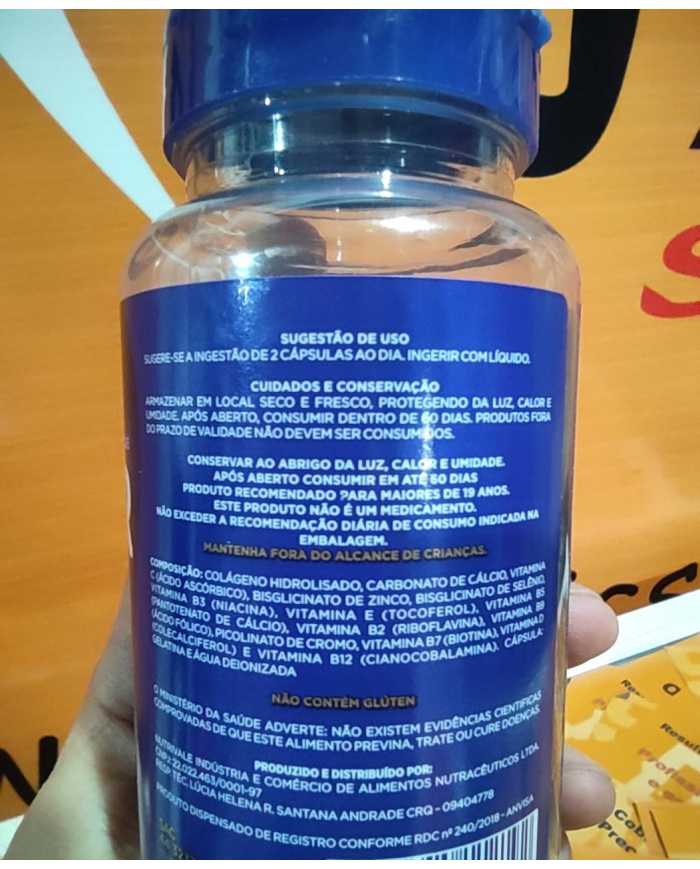 SUGESTÃO DE USO
SUGERE-SE A INGESTÃO DE 2 CÁPSULAS AO DIA. INGERIR COM LÍQUIDO.
CUIDADOS E CONSERVAÇÃO
ARMAZENAR EM LOCAL SECO E FRESCO, PROTEGENDO DA LUZ, CALOR E
UMIDADE. APÓS ABERTO, CONSUMIR DENTRO DE 60 DIAS. PRODUTOS FORA
DO PRAZO DE VALIDADE NÃO DEVEM SER CONSUMIDOS.
CONSERVAR AO ABRIGO DA LUZ, CALOR E UMIDADE.
APÓS ABERTO CONSUMIR EM ATÉ 60 DIAS
PRODUTO RECOMENDADO PARA MAIORES DE 19 ANOS.
ESTE PRODUTO NÃO É UM MEDICAMENTO.
NÃO EXCEDER A RECOMENDAÇÃO DIÁRIA DE CONSUMO INDICADA NA
EMBALAGEM.
MANTENHA FORA DO ALCANCE DE CRIANÇAS.
COMPOSIÇÃO: COLÁGENO HIDROLISADO, CARBONATO DE CÁLCIO, VITAMINA
C (ÁCIDO ASCÓRBICO), BISGLICINATO DE ZINCO, BISGLICINATO DE SELÊNIO,
VITAMINA B3 (NIACINA), VITAMINA E (TOCOFEROL), VITAMINA B5
(PANTOTENATO DE CÁLCIO), VITAMINA B2 (RIBOFLAVINA), VITAMINA B9
(ÁCIDO FÓLICO), PICOLINATO DE CROMO, VITAMINA B7 (BIOTINA), VITAMINA D
(COLECALCIFEROL) E VITAMINA B12 (CIANOCOBALAMINA). CÁPSULA:
GELATINA E ÁGUA DEIONIZADA
NÃO CONTÉM GLÚTEN
O MINISTÉRIO DA SAÚDE ADVERTE: NÃO EXISTEM EVIDÊNCIAS CIENTÍFICAS
COMPROVADAS DE QUE ESTE ALIMENTO PREVINA, TRATE OU CURE DOENÇAS.
PRODUZIDO E DISTRIBUÍDO POR:
NUTRIVALE INDÚSTRIA E COMÉRCIO DE ALIMENTOS NUTRACÊUTICOS LTDA.
CNPJ: 22.022.463/0001-97
RESP TÉC. LÚCIA HELENA R. SANTANA ANDRADE CRQ - 09404778
PRODUTO DISPENSADO DE REGISTRO CONFORME RDC nº 240/2018 - ANVISA
SAC